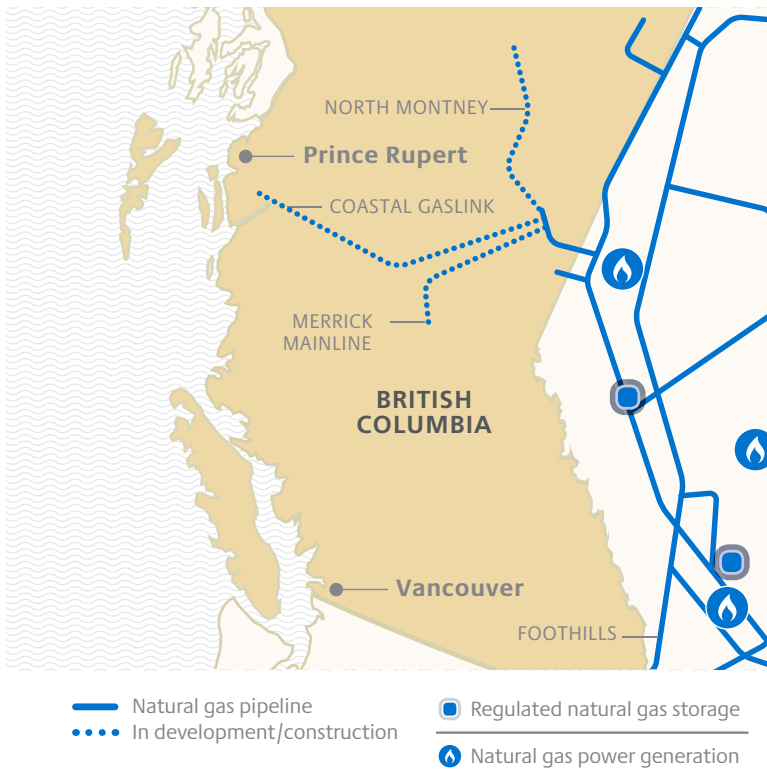 NORTH MONTNEY
Prince Rupert
COASTAL GASLINK
MERRICK
MAINLINE
BRITISH
COLUMBIA
Vancouver
FOOTHILLS
Natural gas pipeline
In development/construction
Regulated natural gas storage
Natural gas power generation